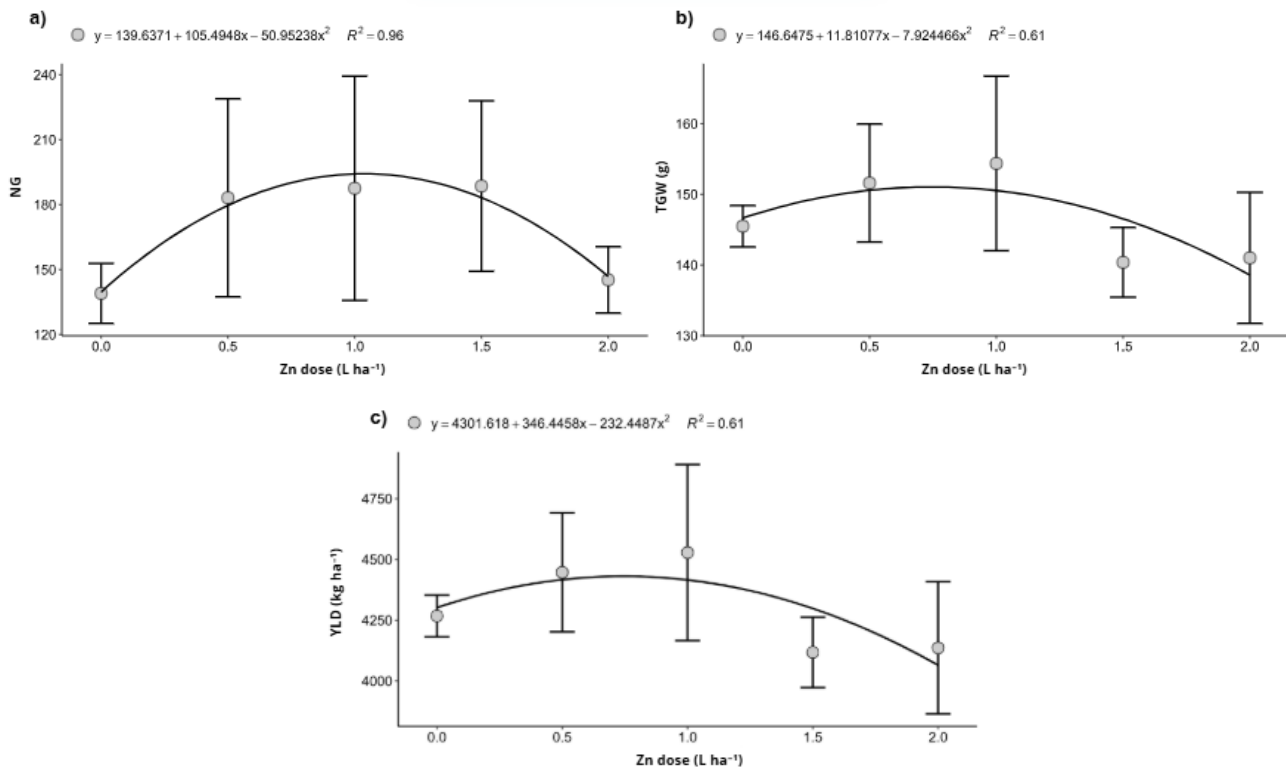 a)
y = 139.6371 + 105.4948x − 50.95238x² R² = 0.96
NG
240
210
180
150
120
0.0 0.5 1.0 1.5 2.0
Zn dose (L ha⁻¹)
b)
y = 146.6475 + 11.81077x − 7.924466x² R² = 0.61
TGW (g)
160
150
140
130
0.0 0.5 1.0 1.5 2.0
Zn dose (L ha⁻¹)
c)
y = 4301.618 + 346.4458x − 232.4487x² R² = 0.61
YLD (kg ha⁻¹)
4750
4500
4250
4000
0.0 0.5 1.0 1.5 2.0
Zn dose (L ha⁻¹)